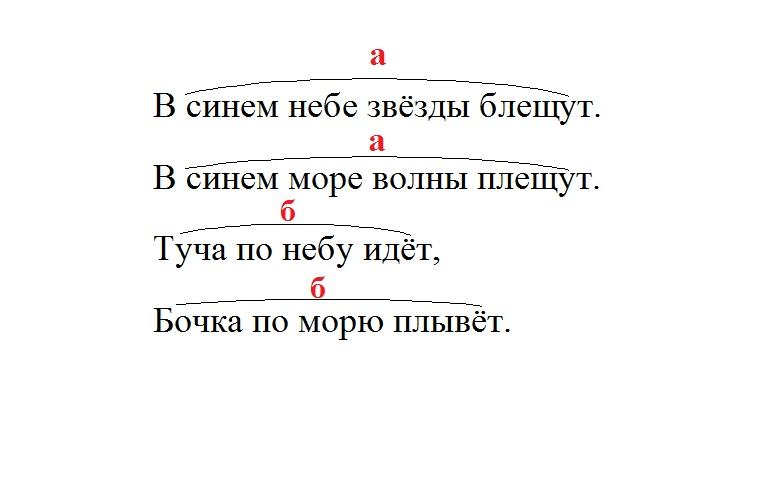 а
В синем небе звёзды блещут.
а
В синем море волны плещут.
б
Туча по небу идёт,
б
Бочка по морю плывёт.